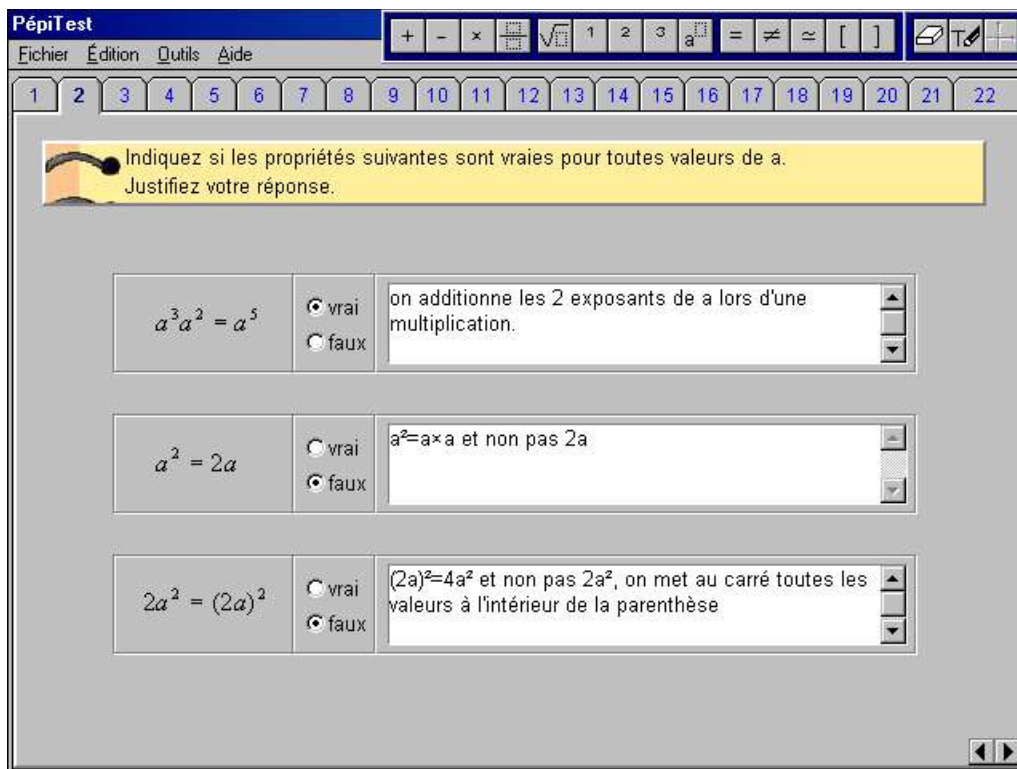 PépiTest
+ - × √ 1 2 3 a = ≠ ≃ [ ] T
Fichier Édition Outils Aide
1 2 3 4 5 6 7 8 9 10 11 12 13 14 15 16 17 18 19 20 21 22
Indiquez si les propriétés suivantes sont vraies pour toutes valeurs de a.
Justifiez votre réponse.
a³a² = a⁵
vrai
faux
on additionne les 2 exposants de a lors d'une
multiplication.
a² = 2a
vrai
faux
a²=a×a et non pas 2a
2a² = (2a)²
vrai
faux
(2a)²=4a² et non pas 2a², on met au carré toutes les
valeurs à l'intérieur de la parenthèse